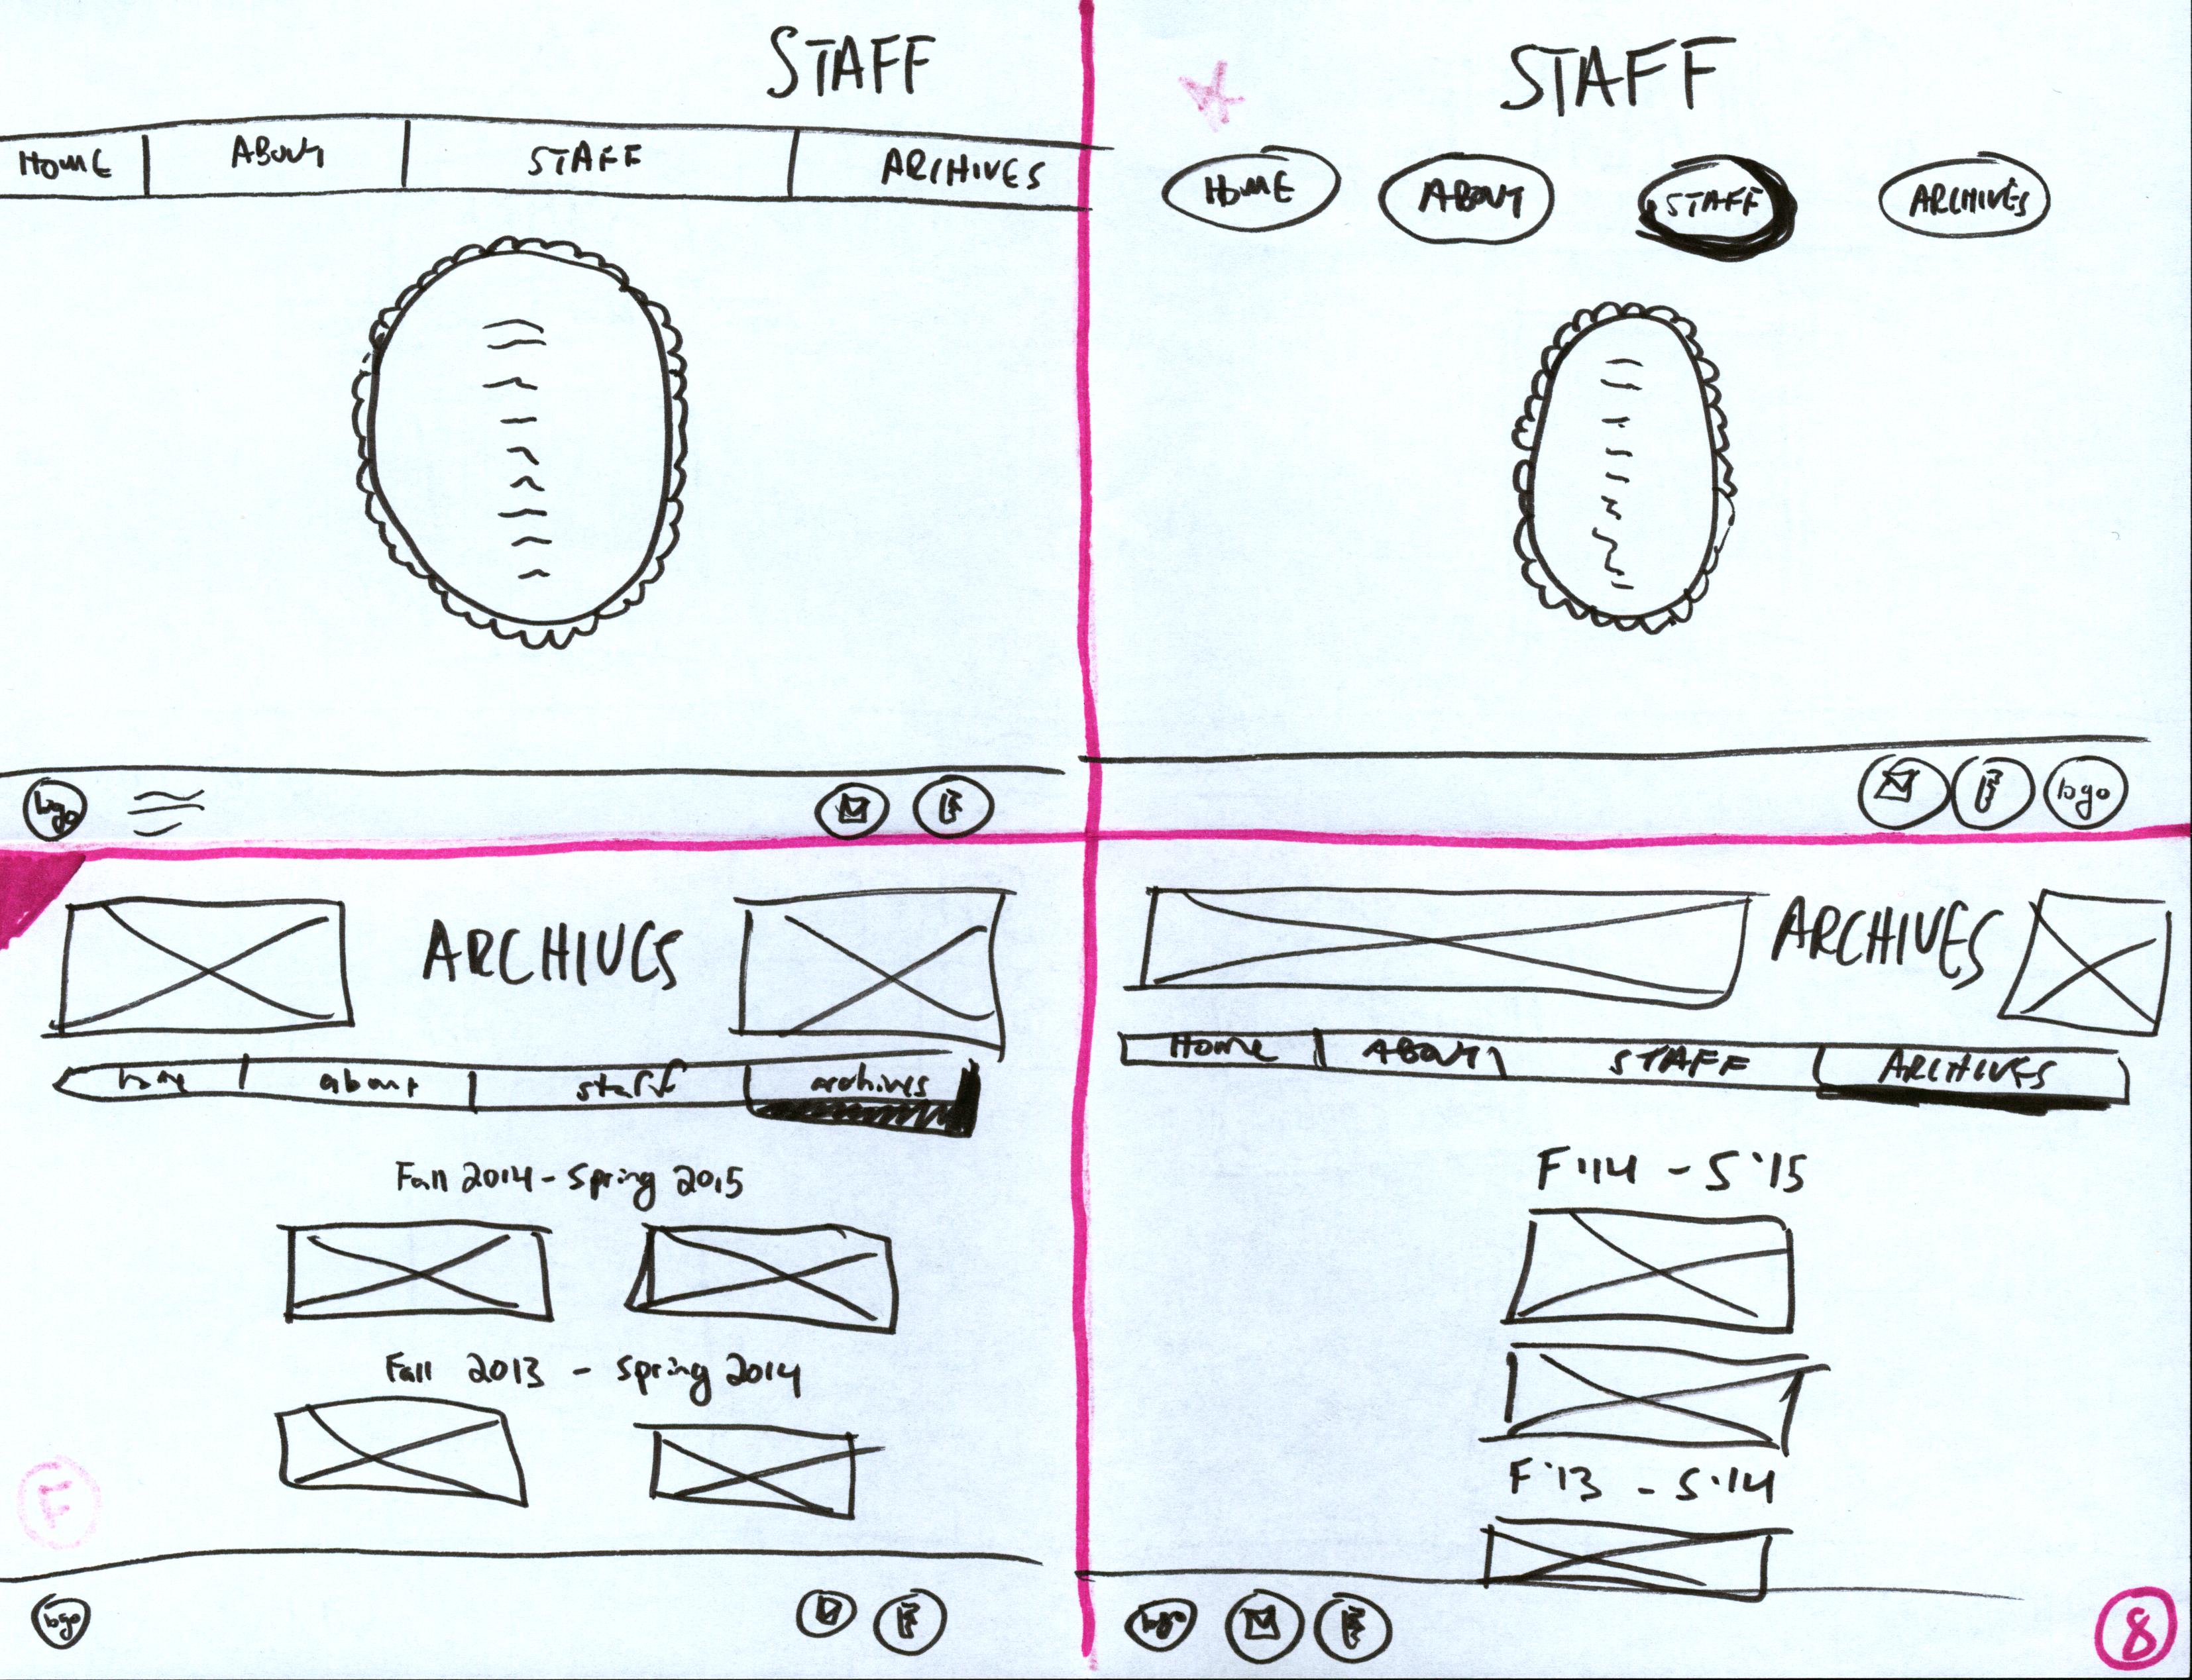 STAFF
HOME ABOUT STAFF ARCHIVES
logo
STAFF
HOME ABOUT STAFF ARCHIVES
logo
ARCHIVES
home about staff archives
Fall 2014 - Spring 2015
Fall 2013 - Spring 2014
F
logo
ARCHIVES
Home ABOUT STAFF ARCHIVES
F '14 - S '15
F '13 - S '14
logo
8